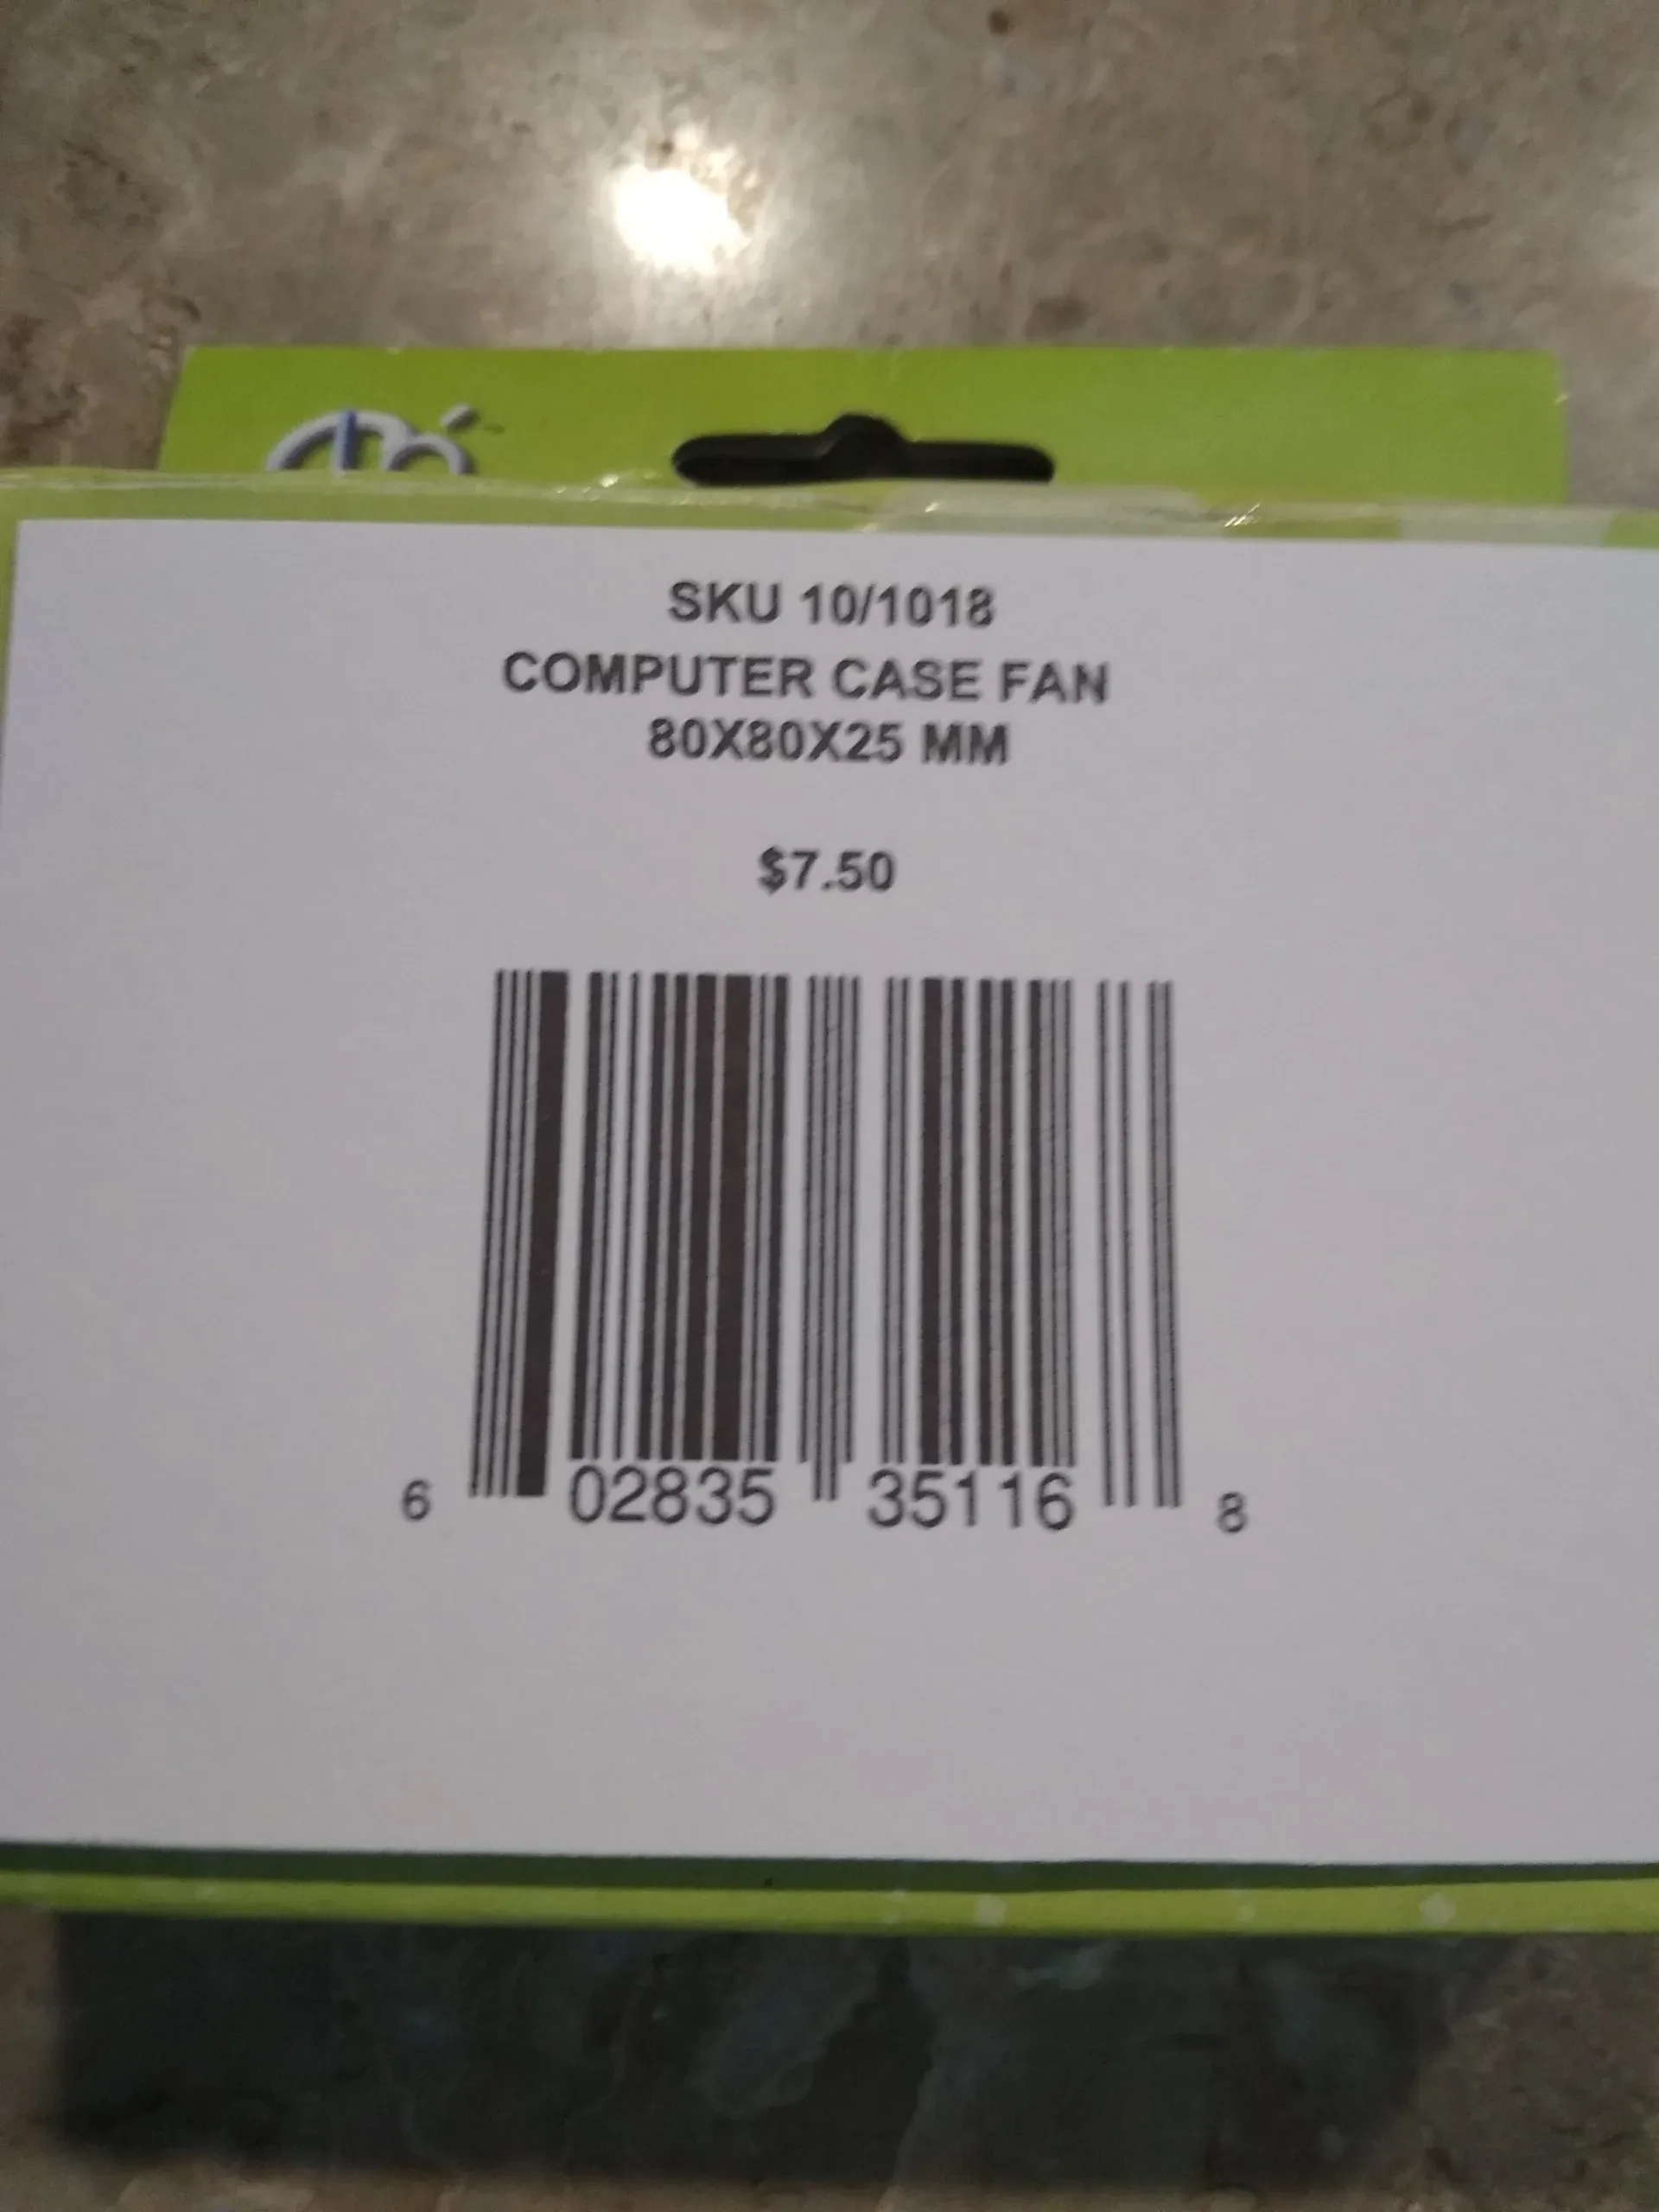 SKU 10/1018
COMPUTER CASE FAN
80X80X25 MM
$7.50
6 02835 35116 8